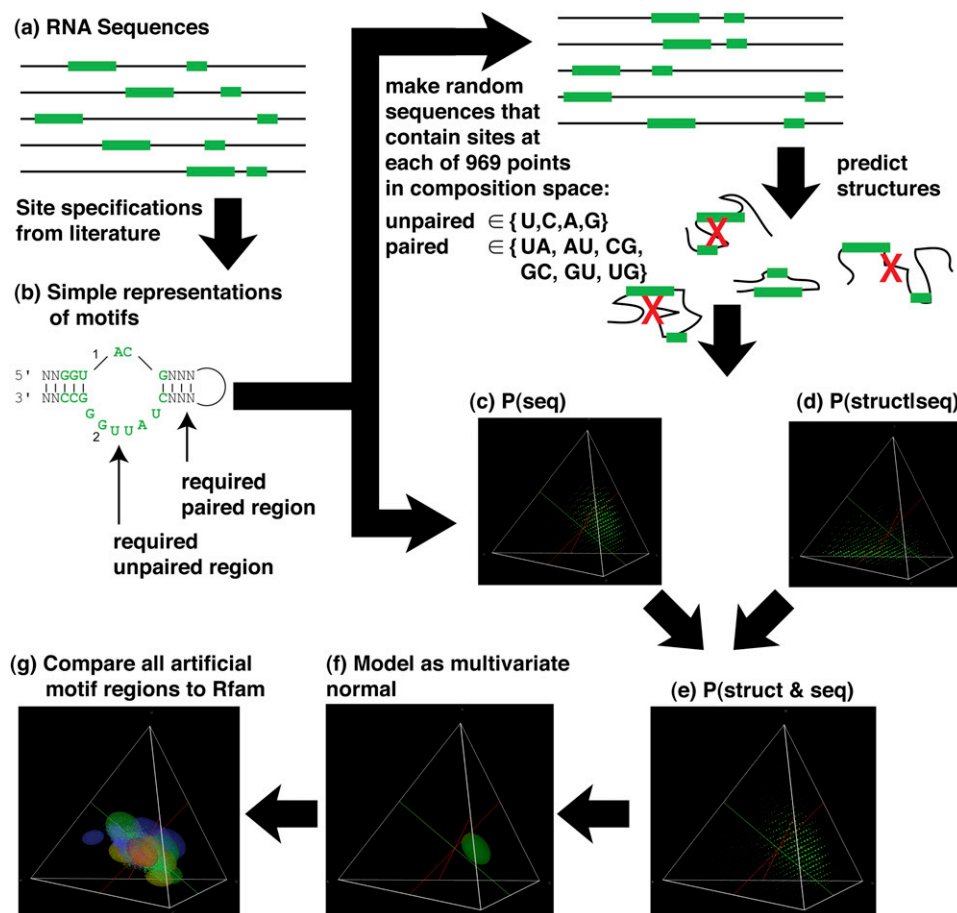 (a) RNA Sequences
make random
sequences that
contain sites at
each of 969 points
in composition space:
unpaired ∈ {U,C,A,G}
paired ∈ {UA, AU, CG,
GC, GU, UG}
predict
structures
X
X
X
Site specifications
from literature
(b) Simple representations
of motifs
1
AC
5' NNGGU GNNN
3' NNCCG CNNN
G U
G A
2 U U
required
paired region
required
unpaired region
(c) P(seq)
(d) P(struct|seq)
(g) Compare all artificial
motif regions to Rfam
(f) Model as multivariate
normal
(e) P(struct & seq)